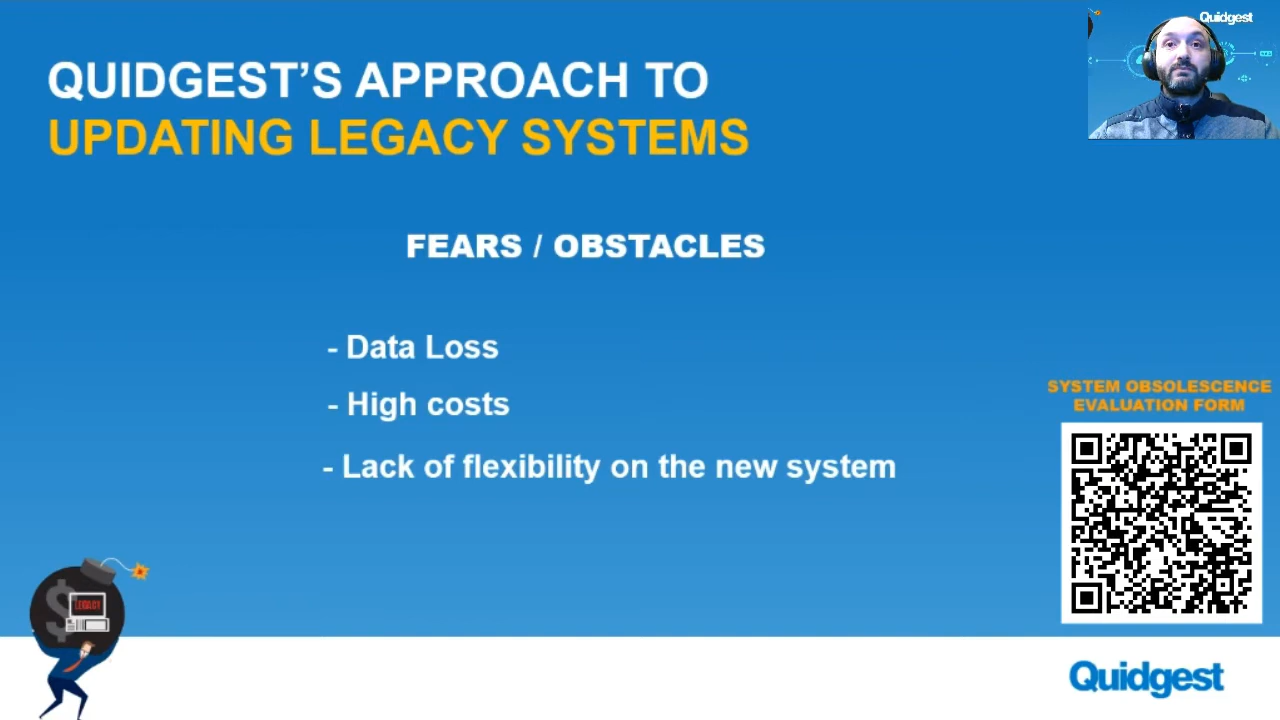 Quidgest
QUIDGEST’S APPROACH TO
UPDATING LEGACY SYSTEMS
FEARS / OBSTACLES
- Data Loss
- High costs
- Lack of flexibility on the new system
SYSTEM OBSOLESCENCE
EVALUATION FORM
LEGACY
Quidgest